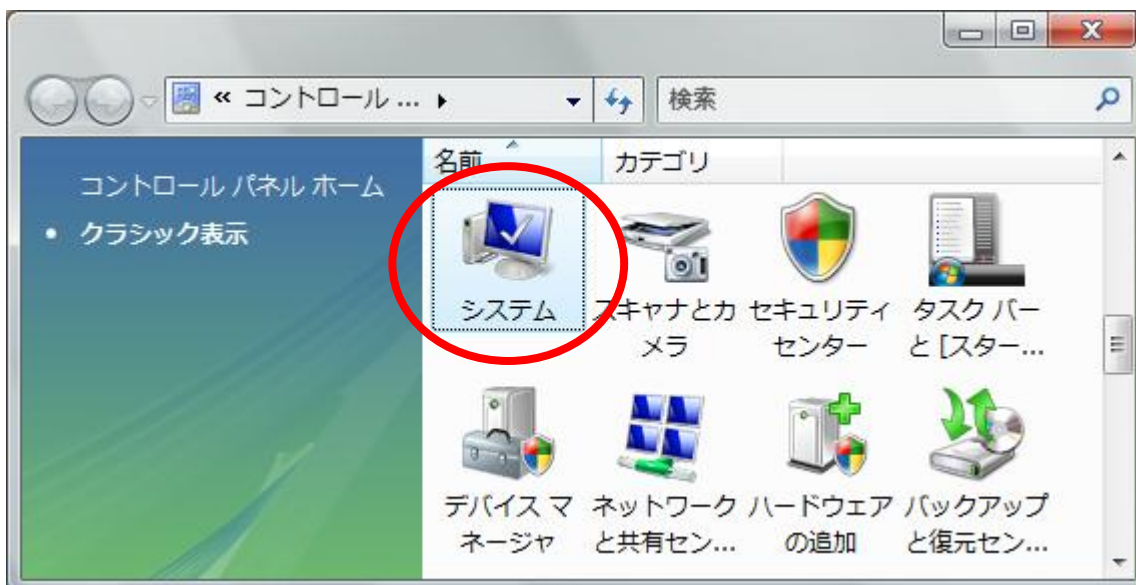 « コントロール ...
検索
コントロール パネル ホーム
• クラシック表示
名前 カテゴリ
システム
スキャナとカ
メラ
セキュリティ
センター
タスク バー
と [スター...
デバイス マ
ネージャ
ネットワーク
と共有セン...
ハードウェア
の追加
バックアップ
と復元セン...